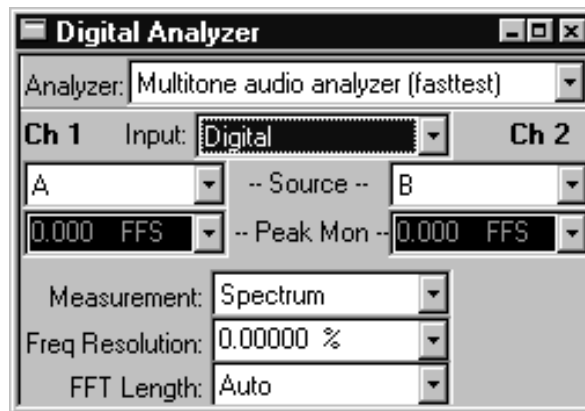 Digital Analyzer
Analyzer: Multitone audio analyzer (fasttest)
Ch 1 Input: Digital Ch 2
A -- Source -- B
0.000 FFS -- Peak Mon -- 0.000 FFS
Measurement: Spectrum
Freq Resolution: 0.00000 %
FFT Length: Auto